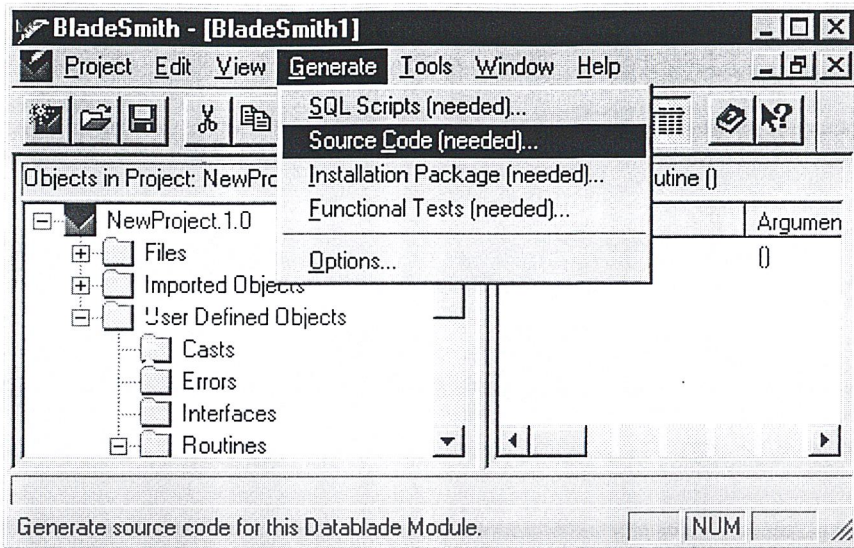 BladeSmith - [BladeSmith1]
Project Edit View Generate Tools Window Help
SQL Scripts (needed)...
Source Code (needed)...
Installation Package (needed)...
Functional Tests (needed)...
Options...
Objects in Project: NewPro
utine ()
NewProject.1.0
Argumen
Files
()
Imported Objects
User Defined Objects
Casts
Errors
Interfaces
Routines
Generate source code for this Datablade Module.
NUM